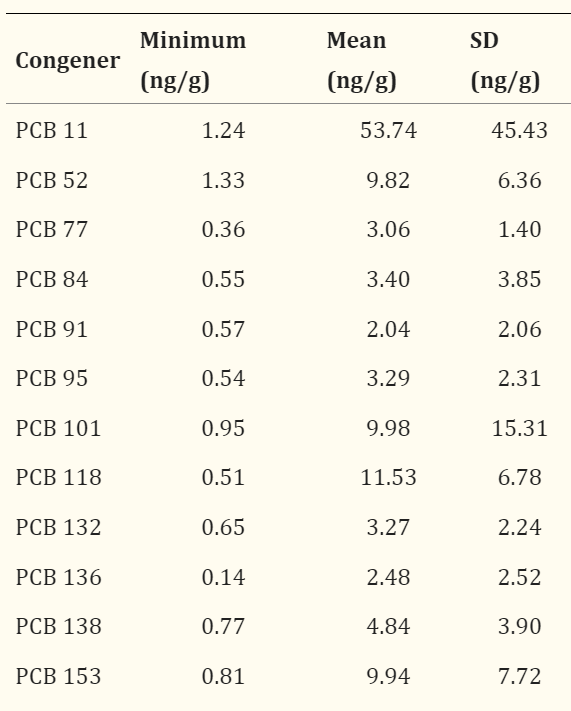 Congener Minimum (ng/g) Mean (ng/g) SD (ng/g)
PCB 11 1.24 53.74 45.43
PCB 52 1.33 9.82 6.36
PCB 77 0.36 3.06 1.40
PCB 84 0.55 3.40 3.85
PCB 91 0.57 2.04 2.06
PCB 95 0.54 3.29 2.31
PCB 101 0.95 9.98 15.31
PCB 118 0.51 11.53 6.78
PCB 132 0.65 3.27 2.24
PCB 136 0.14 2.48 2.52
PCB 138 0.77 4.84 3.90
PCB 153 0.81 9.94 7.72